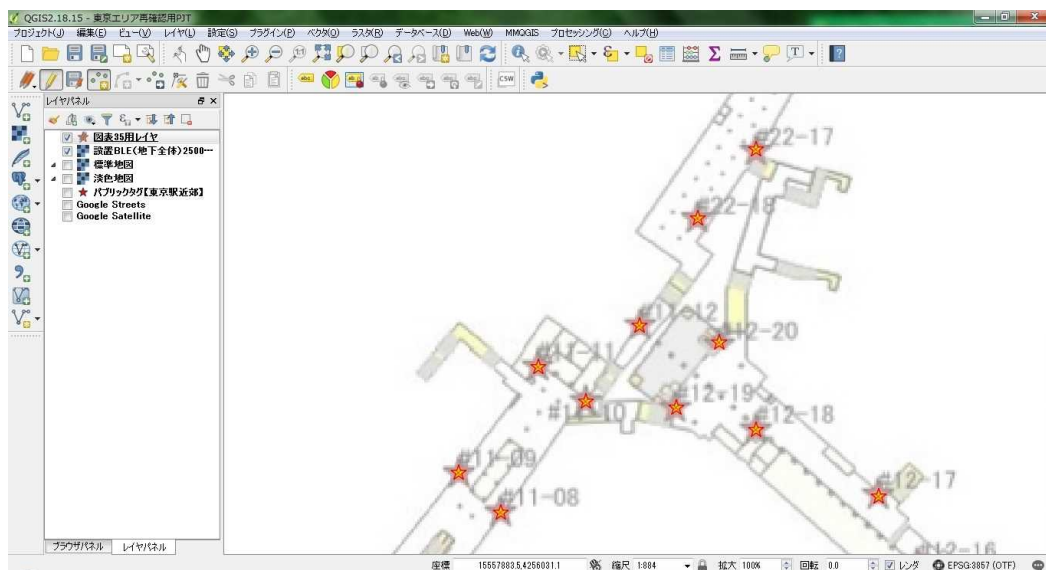 QGIS2.18.15 - 東京エリア再確認用PJT
プロジェクト(J) 編集(E) ビュー(V) レイヤ(L) 設定(S) プラグイン(P) ベクタ(O) ラスタ(R) データベース(D) Web(W) MMQGIS プロセッシング(C) ヘルプ(H)
CSW
レイヤパネル
図表35用レイヤ
設置BLE(地下全体)2500…
標準地図
淡色地図
パブリックタグ【東京駅近郊】
Google Streets
Google Satellite
#22-17
#22-18
#11-12
#12-20
#11-11
#11-10
#12-19
#12-18
#11-09
#12-17
#11-08
#12-16
ブラウザパネル レイヤパネル
座標 15557883.5,4256031.1 縮尺 1:884 拡大 100% 回転 0.0 レンダ EPSG:3857 (OTF)